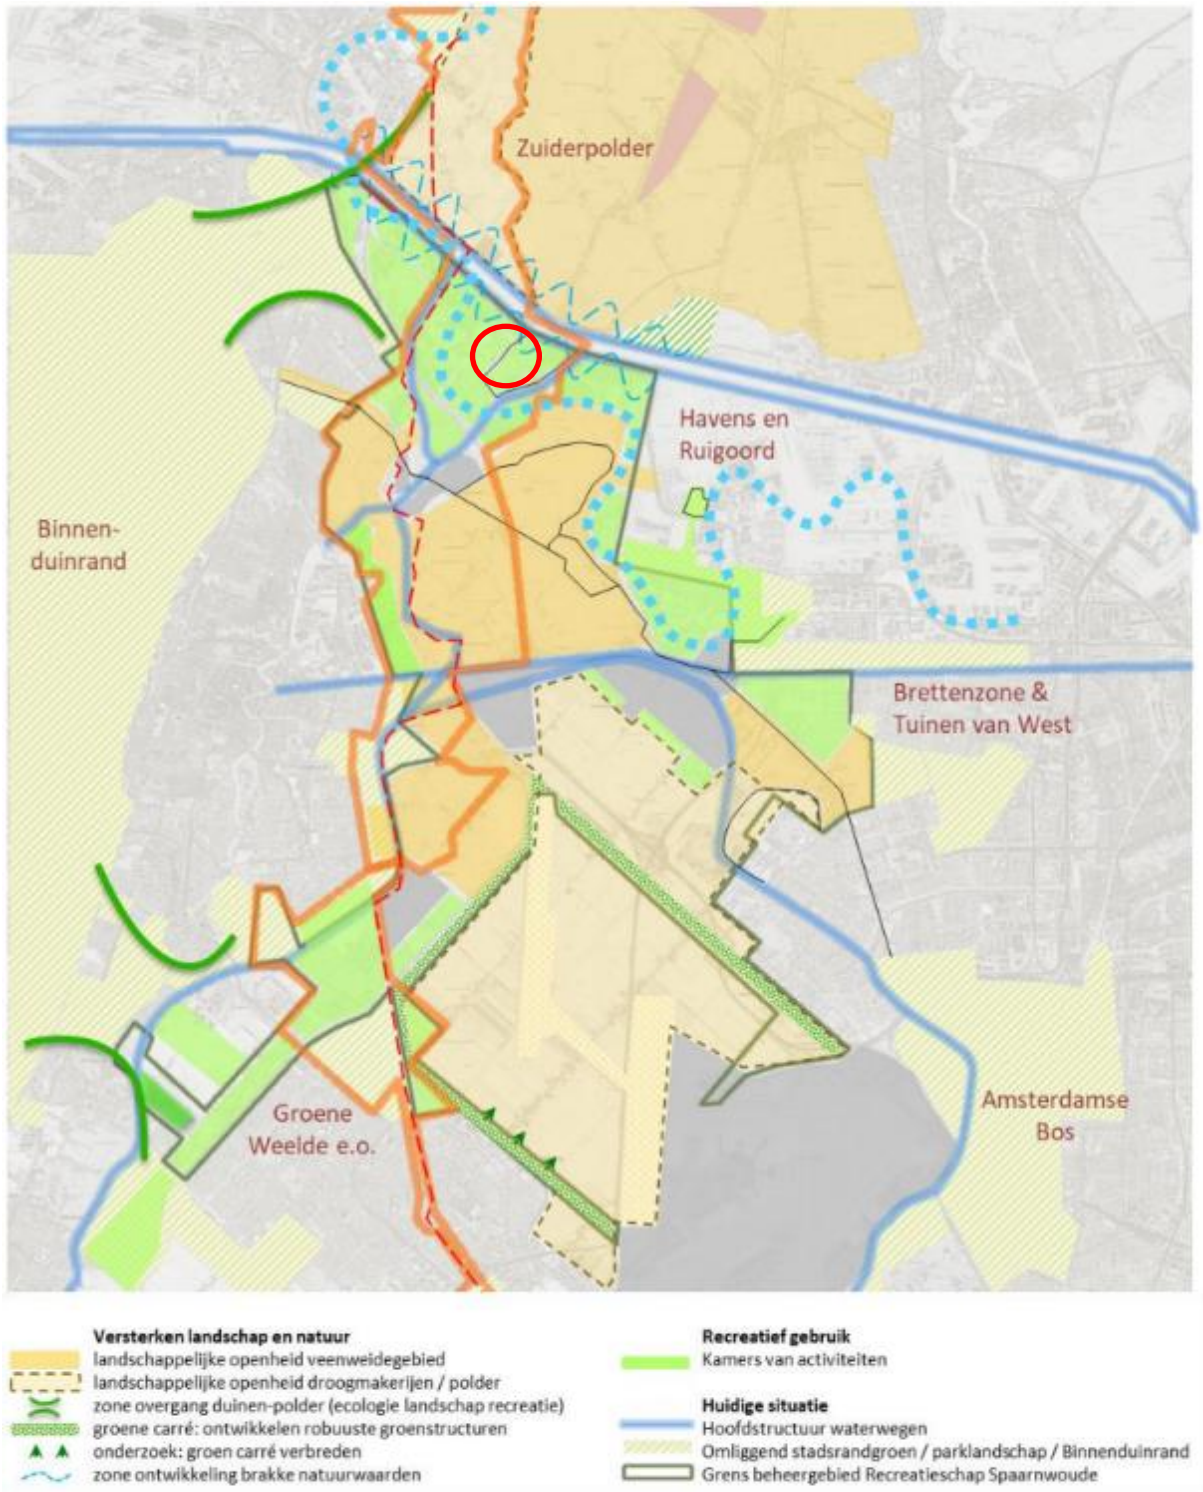 Zuiderpolder
Havens en
Ruigoord
Binnen-
duinrand
Brettenzone &
Tuinen van West
Groene
Weelde e.o.
Amsterdamse
Bos
Versterken landschap en natuur
landschappelijke openheid veenweidegebied
landschappelijke openheid droogmakerijen / polder
zone overgang duinen-polder (ecologie landschap recreatie)
groene carré: ontwikkelen robuuste groenstructuren
onderzoek: groen carré verbreden
zone ontwikkeling brakke natuurwaarden
Recreatief gebruik
Kamers van activiteiten
Huidige situatie
Hoofdstructuur waterwegen
Omliggend stadsrandgroen / parklandschap / Binnenduinrand
Grens beheergebied Recreatieschap Spaarnwoude